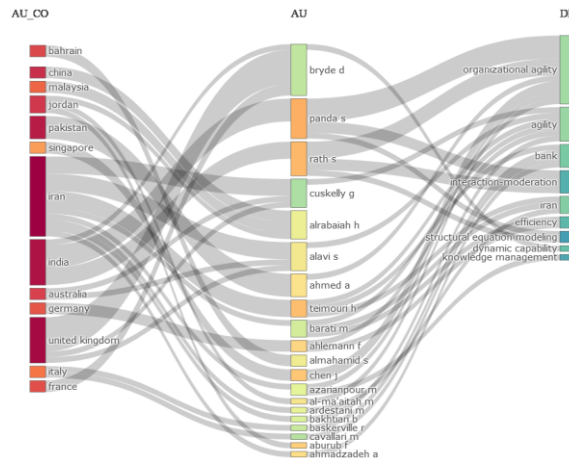 AU_CO
AU
bahrain
china
malaysia
jordan
pakistan
singapore
iran
india
australia
germany
united kingdom
italy
france
bryde d
panda s
rath s
cuskelly g
alrabaiah h
alavi s
ahmed a
teimouri h
barati m
ahlemann f
almahamid s
chen j
azananpour m
al-ma'aitah m
ardestani m
bakhtiari b
baskerville r
cavallari m
aburub f
ahmadzadeh a
organizational agility
agility
bank
interaction-moderation
iran
efficiency
structural equation-modeling
dynamic capability
knowledge management